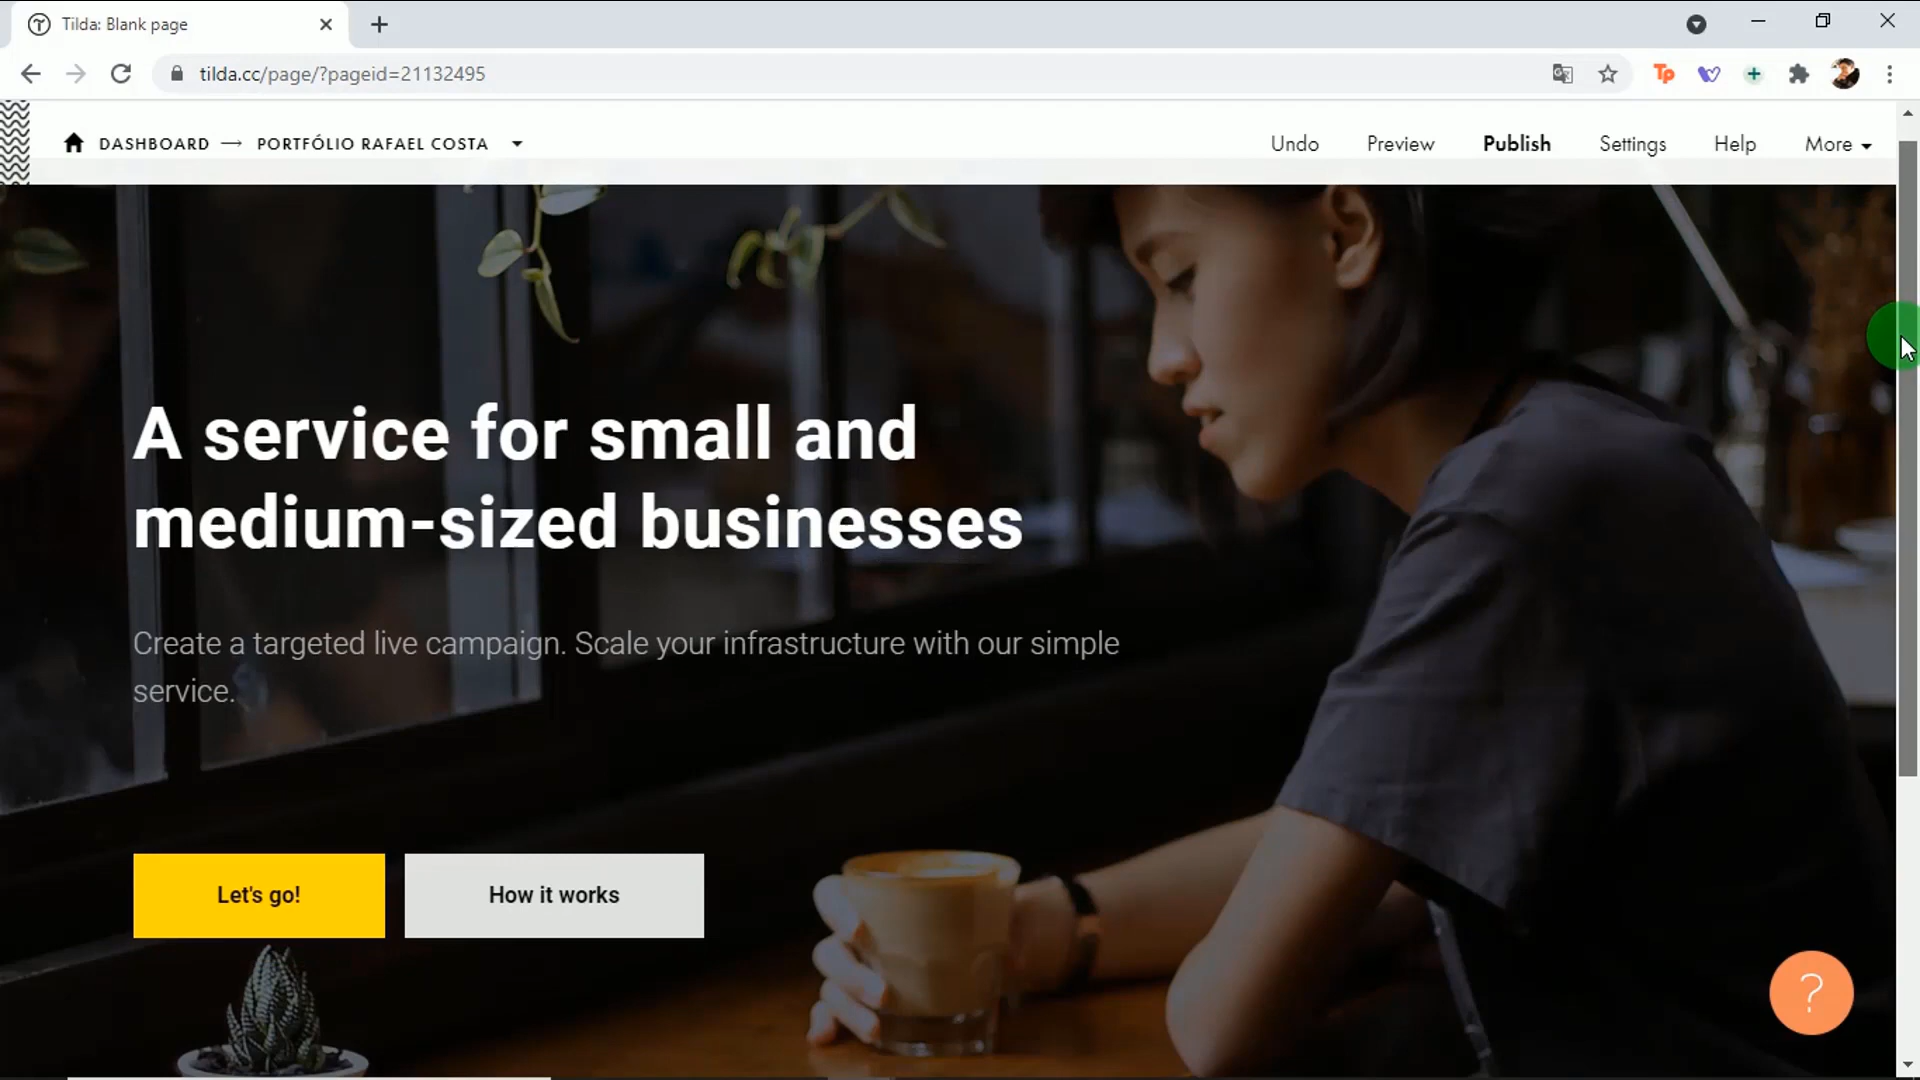 Tilda: Blank page
tilda.cc/page/?pageid=21132495
Tp
DASHBOARD → PORTFÓLIO RAFAEL COSTA
Undo Preview Publish Settings Help More
A service for small and
medium-sized businesses
Create a targeted live campaign. Scale your infrastructure with our simple
service.
Let's go! How it works
?